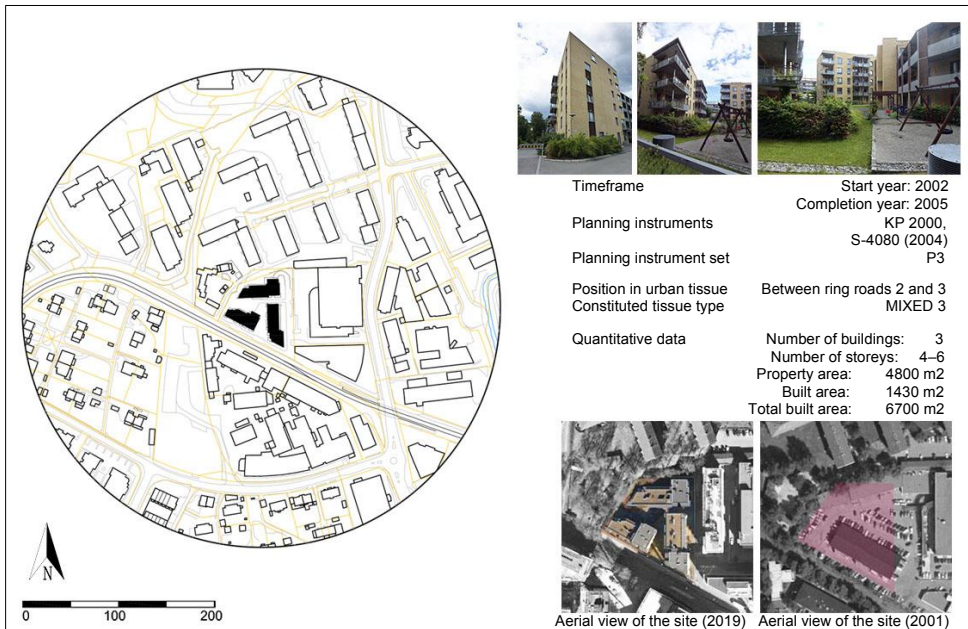 Timeframe Start year: 2002
Completion year: 2005
Planning instruments KP 2000,
S-4080 (2004)
Planning instrument set P3
Position in urban tissue Between ring roads 2 and 3
Constituted tissue type MIXED 3
Quantitative data Number of buildings: 3
Number of storeys: 4–6
Property area: 4800 m2
Built area: 1430 m2
Total built area: 6700 m2
N
0 100 200
Aerial view of the site (2019) Aerial view of the site (2001)